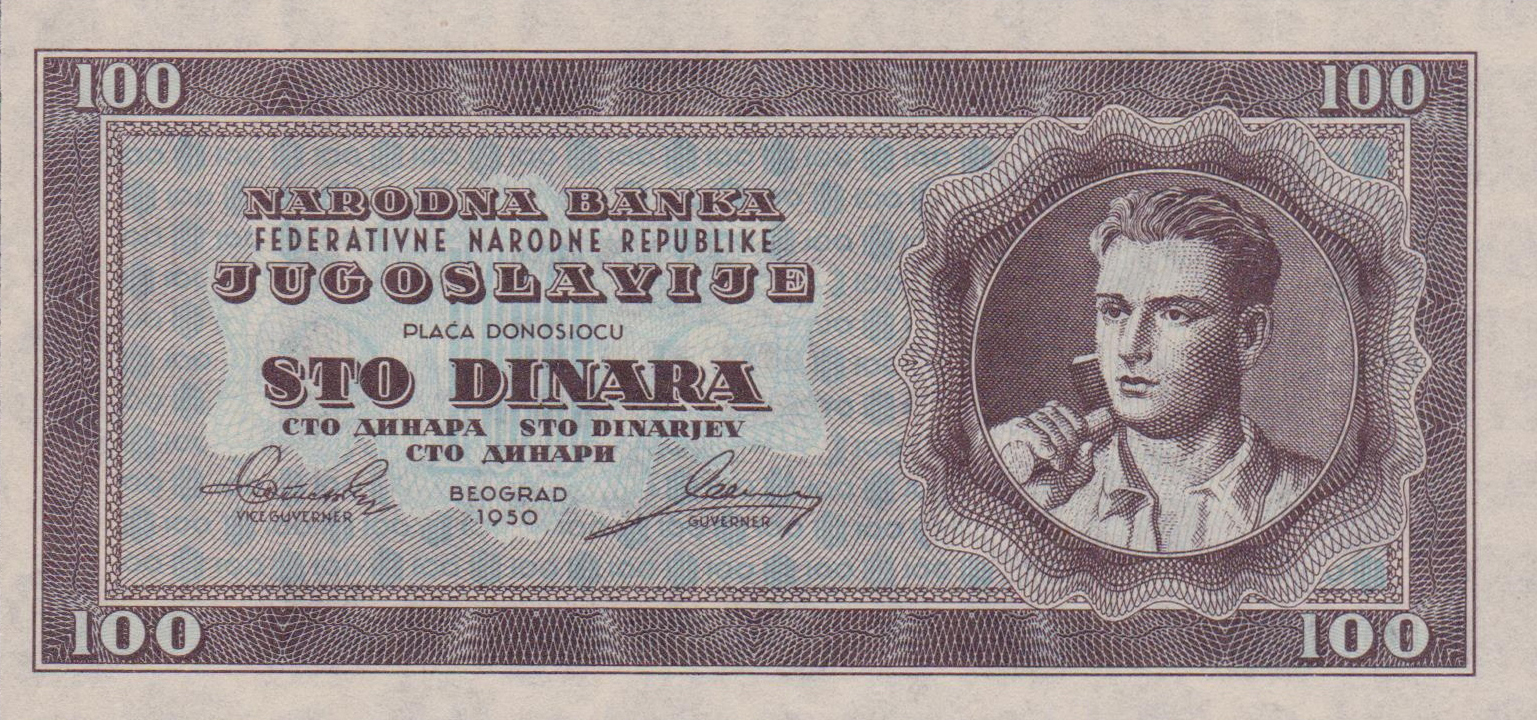 100 100
NARODNA BANKA
FEDERATIVNE NARODNE REPUBLIKE
JUGOSLAVIJE
PLAĆA DONOSIOCU
STO DINARA
СТО ДИНАРА STO DINARJEV
СТО ДИНАРИ
BEOGRAD
1950
VICEGUVERNER GUVERNER
100 100